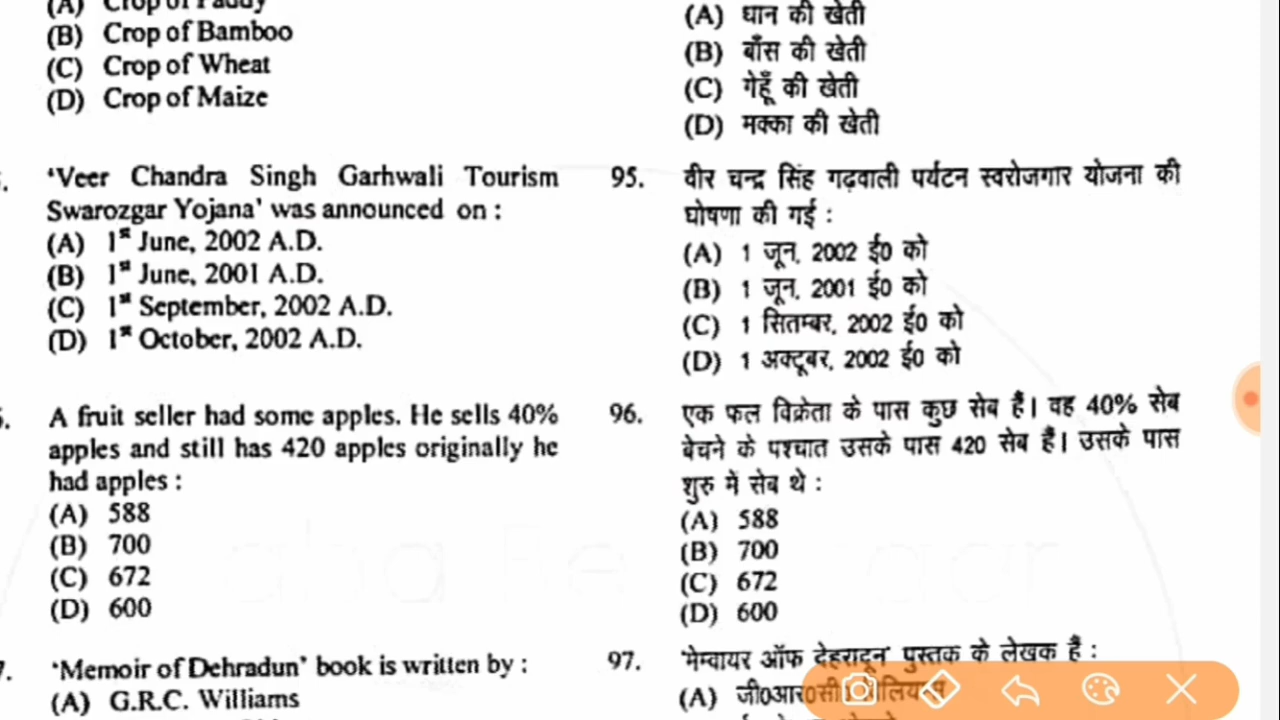 (A) Crop of Paddy
(B) Crop of Bamboo
(C) Crop of Wheat
(D) Crop of Maize
'Veer Chandra Singh Garhwali Tourism
Swarozgar Yojana' was announced on :
(A) 1st June, 2002 A.D.
(B) 1st June, 2001 A.D.
(C) 1st September, 2002 A.D.
(D) 1st October, 2002 A.D.
A fruit seller had some apples. He sells 40%
apples and still has 420 apples originally he
had apples :
(A) 588
(B) 700
(C) 672
(D) 600
'Memoir of Dehradun' book is written by :
(A) G.R.C. Williams
(A) धान की खेती
(B) बाँस की खेती
(C) गेहूँ की खेती
(D) मक्का की खेती
95. वीर चन्द्र सिंह गढ़वाली पर्यटन स्वरोजगार योजना की
घोषणा की गई :
(A) 1 जून, 2002 ई0 को
(B) 1 जून, 2001 ई0 को
(C) 1 सितम्बर, 2002 ई0 को
(D) 1 अक्टूबर, 2002 ई0 को
96. एक फल विक्रेता के पास कुछ सेब हैं। वह 40% सेब
बेचने के पश्चात उसके पास 420 सेब हैं। उसके पास
शुरु में सेब थे :
(A) 588
(B) 700
(C) 672
(D) 600
97. 'मेम्वायर ऑफ देहरादून' पुस्तक के लेखक हैं :
(A) जी0आर0सी0